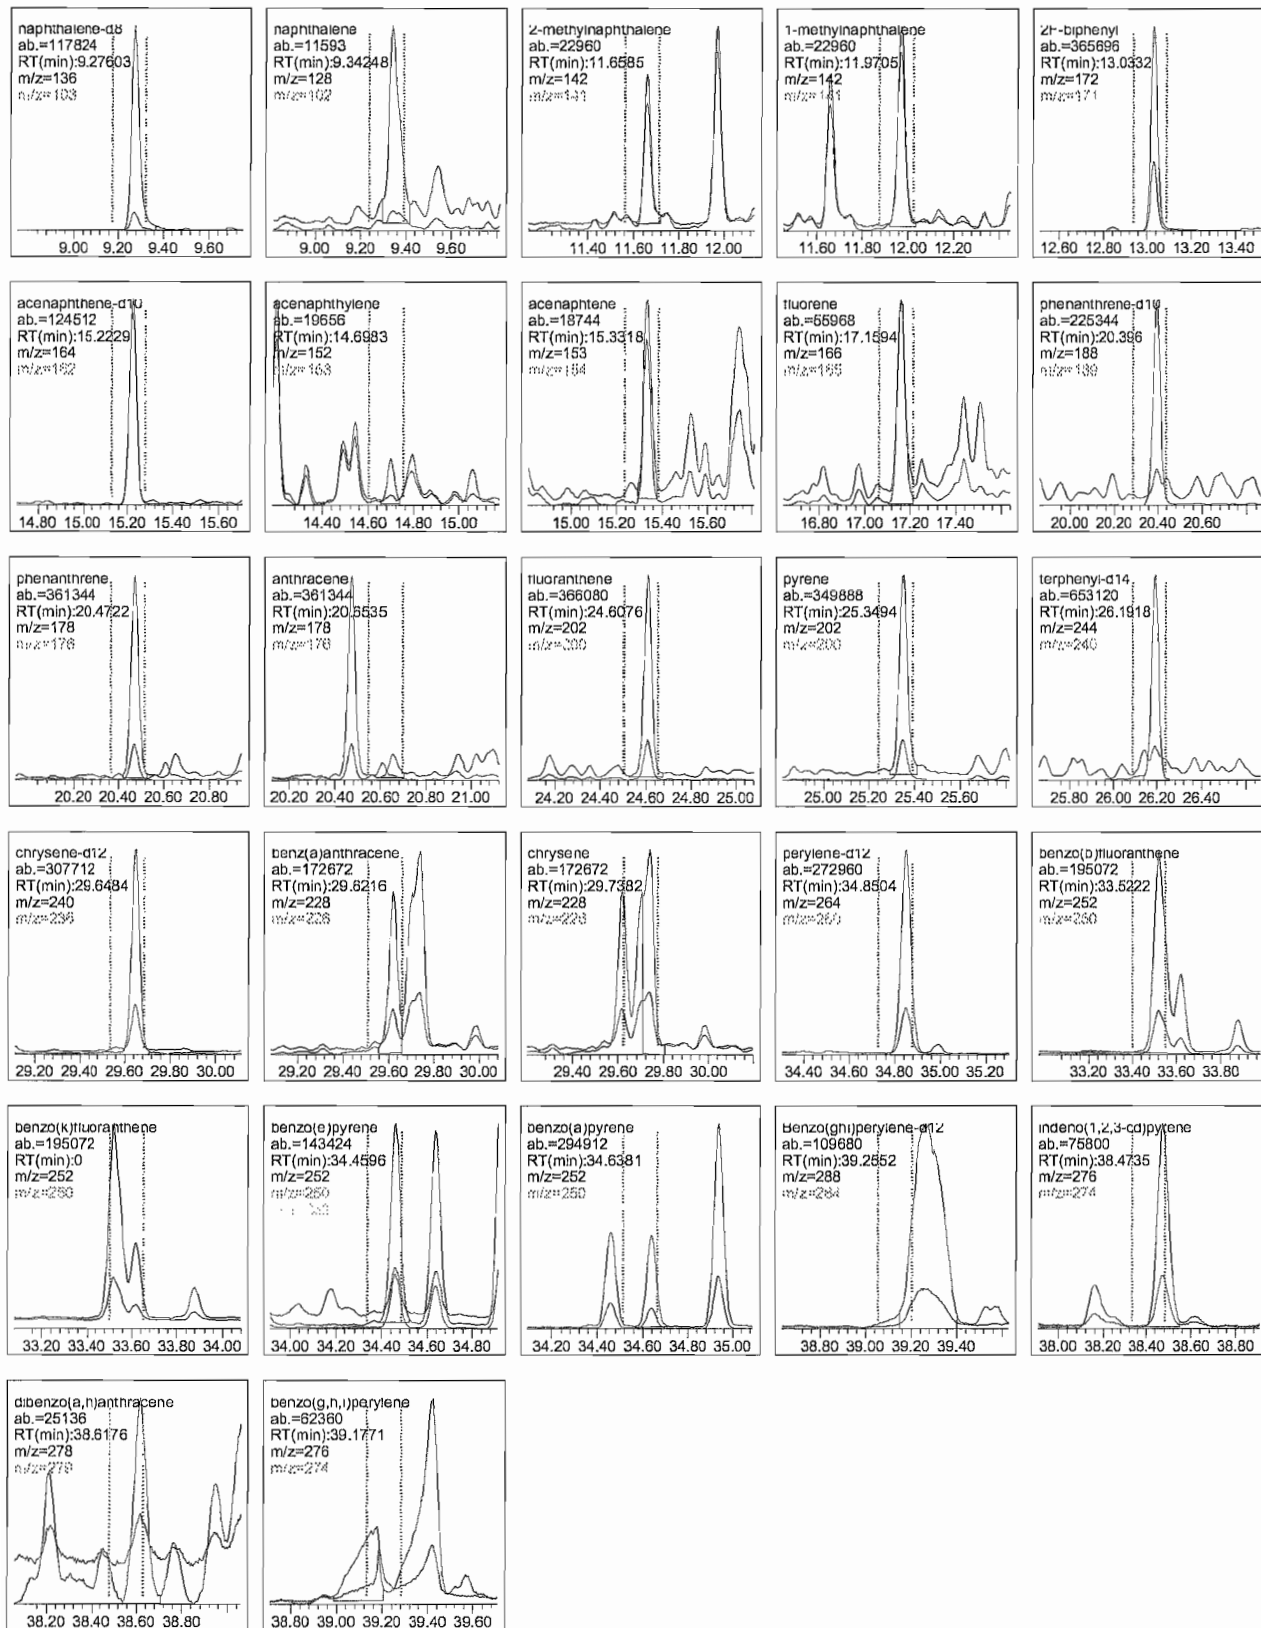 naphthalene-d8
ab.=117824
RT(min):9.27603
m/z=136
m/z=103
9.00 9.20 9.40 9.60
naphthalene
ab.=11593
RT(min):9.34248
m/z=128
m/z=102
9.00 9.20 9.40 9.60
2-methylnaphthalene
ab.=22960
RT(min):11.6585
m/z=142
m/z=141
11.40 11.60 11.80 12.00
1-methylnaphthalene
ab.=22960
RT(min):11.9705
m/z=142
m/z=141
11.60 11.80 12.00 12.20
2F-biphenyl
ab.=365696
RT(min):13.0332
m/z=172
m/z=171
12.60 12.80 13.00 13.20 13.40
acenaphthene-d10
ab.=124512
RT(min):15.2229
m/z=164
m/z=162
14.80 15.00 15.20 15.40 15.60
acenaphthylene
ab.=19656
RT(min):14.6983
m/z=152
m/z=153
14.40 14.60 14.80 15.00
acenaphtene
ab.=18744
RT(min):15.3318
m/z=153
m/z=154
15.00 15.20 15.40 15.60
fluorene
ab.=55968
RT(min):17.1594
m/z=166
m/z=165
16.80 17.00 17.20 17.40
phenanthrene-d10
ab.=225344
RT(min):20.396
m/z=188
m/z=189
20.00 20.20 20.40 20.60
phenanthrene
ab.=361344
RT(min):20.4722
m/z=178
m/z=176
20.20 20.40 20.60 20.80
anthracene
ab.=361344
RT(min):20.6535
m/z=178
m/z=176
20.20 20.40 20.60 20.80 21.00
fluoranthene
ab.=366080
RT(min):24.6076
m/z=202
m/z=200
24.20 24.40 24.60 24.80 25.00
pyrene
ab.=349888
RT(min):25.3494
m/z=202
m/z=200
25.00 25.20 25.40 25.60
terphenyl-d14
ab.=653120
RT(min):26.1918
m/z=244
m/z=240
25.80 26.00 26.20 26.40
chrysene-d12
ab.=307712
RT(min):29.6484
m/z=240
m/z=236
29.20 29.40 29.60 29.80 30.00
benz(a)anthracene
ab.=172672
RT(min):29.6216
m/z=228
m/z=226
29.20 29.40 29.60 29.80 30.00
chrysene
ab.=172672
RT(min):29.7382
m/z=228
m/z=226
29.40 29.60 29.80 30.00
perylene-d12
ab.=272960
RT(min):34.8504
m/z=264
m/z=260
34.40 34.60 34.80 35.00 35.20
benzo(b)fluoranthene
ab.=195072
RT(min):33.5222
m/z=252
m/z=250
33.20 33.40 33.60 33.80
benzo(k)fluoranthene
ab.=195072
RT(min):0
m/z=252
m/z=250
33.20 33.40 33.60 33.80 34.00
benzo(e)pyrene
ab.=143424
RT(min):34.4596
m/z=252
m/z=250
34.00 34.20 34.40 34.60 34.80
benzo(a)pyrene
ab.=294912
RT(min):34.6381
m/z=252
m/z=250
34.20 34.40 34.60 34.80 35.00
Benzo(ghi)perylene-d12
ab.=109680
RT(min):39.2552
m/z=288
m/z=284
38.80 39.00 39.20 39.40
indeno(1,2,3-cd)pyrene
ab.=75800
RT(min):38.4735
m/z=276
m/z=274
38.00 38.20 38.40 38.60 38.80
dibenzo(a,h)anthracene
ab.=25136
RT(min):38.6176
m/z=278
m/z=279
38.20 38.40 38.60 38.80
benzo(g,h,i)perylene
ab.=62360
RT(min):39.1771
m/z=276
m/z=274
38.80 39.00 39.20 39.40 39.60